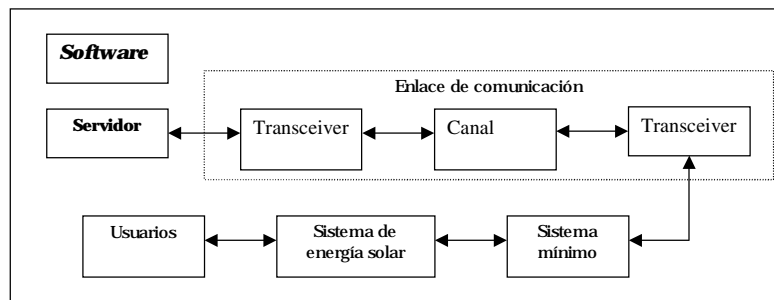 Software
Enlace de comunicación
Servidor
Transceiver
Canal
Transceiver
Usuarios
Sistema de
energía solar
Sistema
mínimo